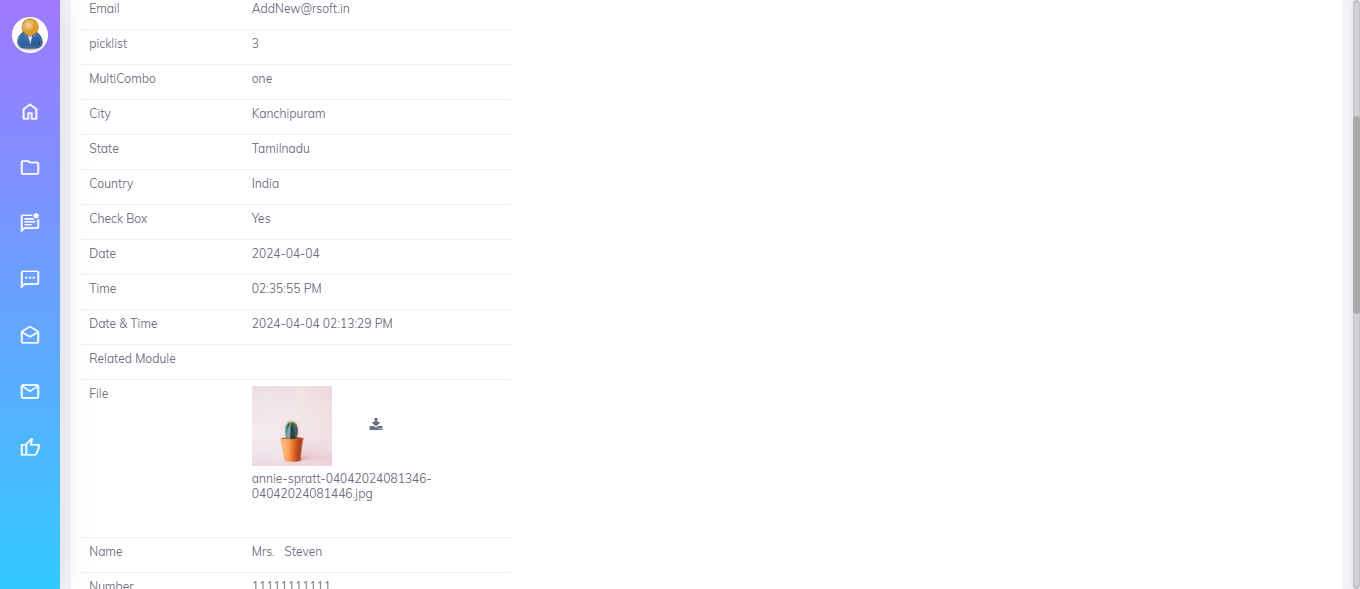 Email AddNew@rsoft.in
picklist 3
MultiCombo one
City Kanchipuram
State Tamilnadu
Country India
Check Box Yes
Date 2024-04-04
Time 02:35:55 PM
Date & Time 2024-04-04 02:13:29 PM
Related Module
File
annie-spratt-04042024081346-
04042024081446.jpg
Name Mrs. Steven
Number 11111111111